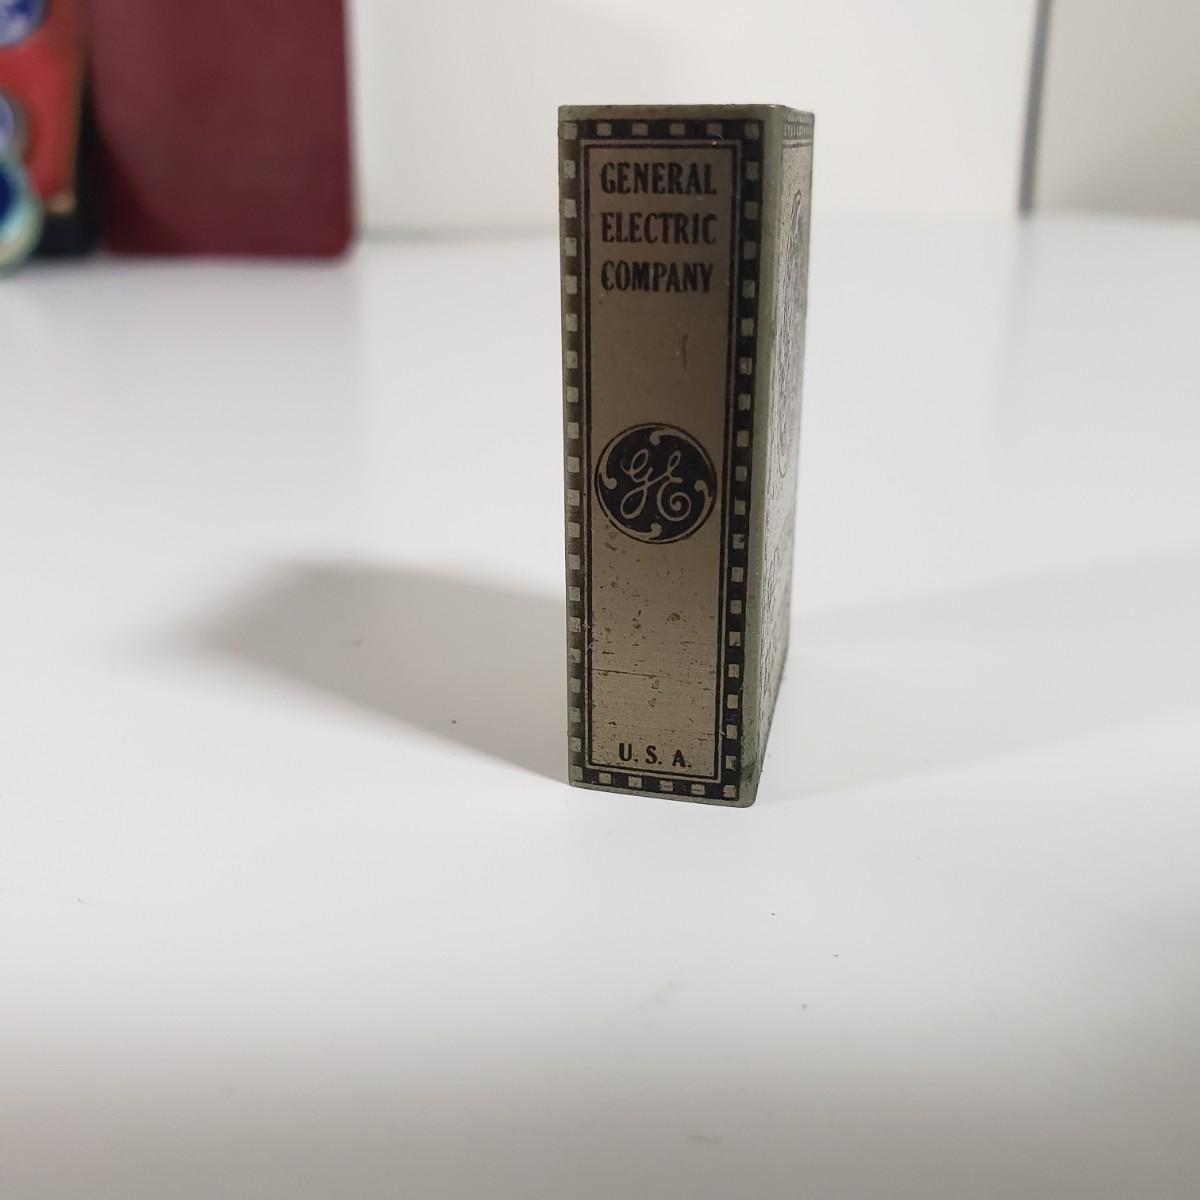 GENERAL
ELECTRIC
COMPANY
GE
U.S.A.